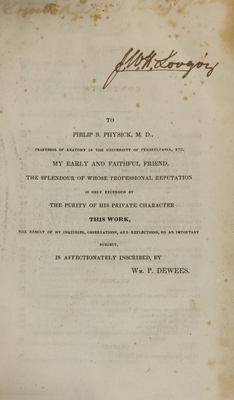 TO
PHILIP S. PHYSICK, M. D.,
PROFESSOR OF ANATOMY IN THE UNIVERSITY OF PENNSYLVANIA, ETC.
MY EARLY AND FAITHFUL FRIEND,
THE SPLENDOUR OF WHOSE PROFESSIONAL REPUTATION
IS ONLY EXCEEDED BY
THE PURITY OF HIS PRIVATE CHARACTER
THIS WORK,
THE RESULT OF MY INQUIRIES, OBSERVATIONS, AND REFLECTIONS, ON AN IMPORTANT
SUBJECT,
IS AFFECTIONATELY INSCRIBED, BY
WM. P. DEWEES.